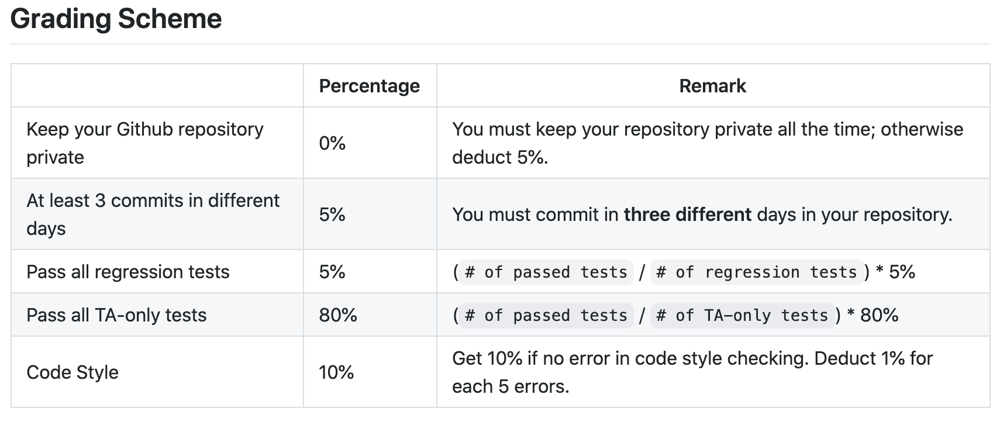 Grading Scheme
Percentage
Remark
Keep your Github repository
private
0%
You must keep your repository private all the time; otherwise
deduct 5%.
At least 3 commits in different
days
5%
You must commit in three different days in your repository.
Pass all regression tests
5%
(# of passed tests / # of regression tests) * 5%
Pass all TA-only tests
80%
(# of passed tests / # of TA-only tests) * 80%
Code Style
10%
Get 10% if no error in code style checking. Deduct 1% for
each 5 errors.